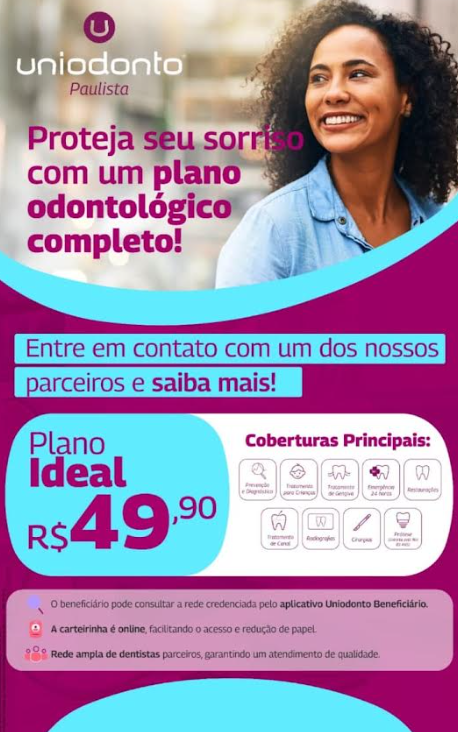 uniodonto
Paulista
Proteja seu sorriso
com um plano
odontológico
completo!
Entre em contato com um dos nossos
parceiros e saiba mais!
Plano
Ideal
R$49,90
Coberturas Principais:
Prevenção
e Diagnóstico
Tratamento
para Crianças
Tratamento
de Gengiva
Emergência
24 horas
Restaurações
Tratamento
de Canal
Radiografias
Cirurgias
Prótese
O beneficiário pode consultar a rede credenciada pelo aplicativo Uniodonto Beneficiário.
A carteirinha é online, facilitando o acesso e redução de papel.
Rede ampla de dentistas parceiros, garantindo um atendimento de qualidade.